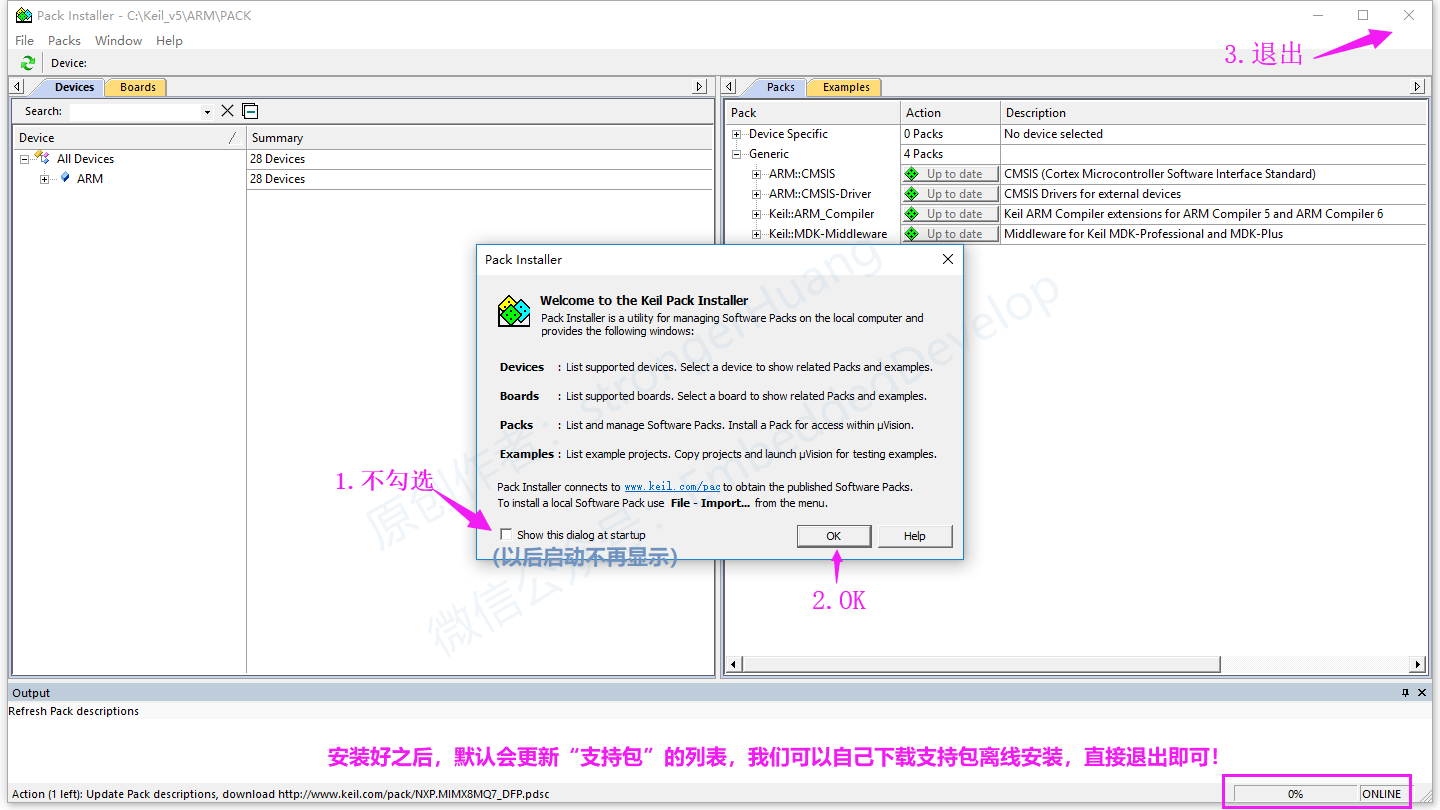 Pack Installer - C:\Keil_v5\ARM\PACK
File Packs Window Help
3.退出
Device:
Devices Boards
Packs Examples
Search:
Device Summary
All Devices 28 Devices
ARM 28 Devices
Pack Action Description
Device Specific 0 Packs No device selected
Generic 4 Packs
ARM::CMSIS Up to date CMSIS (Cortex Microcontroller Software Interface Standard)
ARM::CMSIS-Driver Up to date CMSIS Drivers for external devices
Keil::ARM_Compiler Up to date Keil ARM Compiler extensions for ARM Compiler 5 and ARM Compiler 6
Keil::MDK-Middleware Up to date Middleware for Keil MDK-Professional and MDK-Plus
Pack Installer
Welcome to the Keil Pack Installer
Pack Installer is a utility for managing Software Packs on the local computer and
provides the following windows:
Devices : List supported devices. Select a device to show related Packs and examples.
Boards : List supported boards. Select a board to show related Packs and examples.
Packs : List and manage Software Packs. Install a Pack for access within µVision.
Examples : List example projects. Copy projects and launch µVision for testing examples.
Pack Installer connects to www.keil.com/pac to obtain the published Software Packs.
To install a local Software Pack use File - Import... from the menu.
1.不勾选
Show this dialog at startup
OK Help
(以后启动不再显示)
2.OK
原创作者：strongerHuang
微信公众号：EmbeddedDevelop
Output
Refresh Pack descriptions
安装好之后，默认会更新“支持包”的列表，我们可以自己下载支持包离线安装，直接退出即可！
Action (1 left): Update Pack descriptions, download http://www.keil.com/pack/NXP.MIMX8MQ7_DFP.pdsc
0% ONLINE